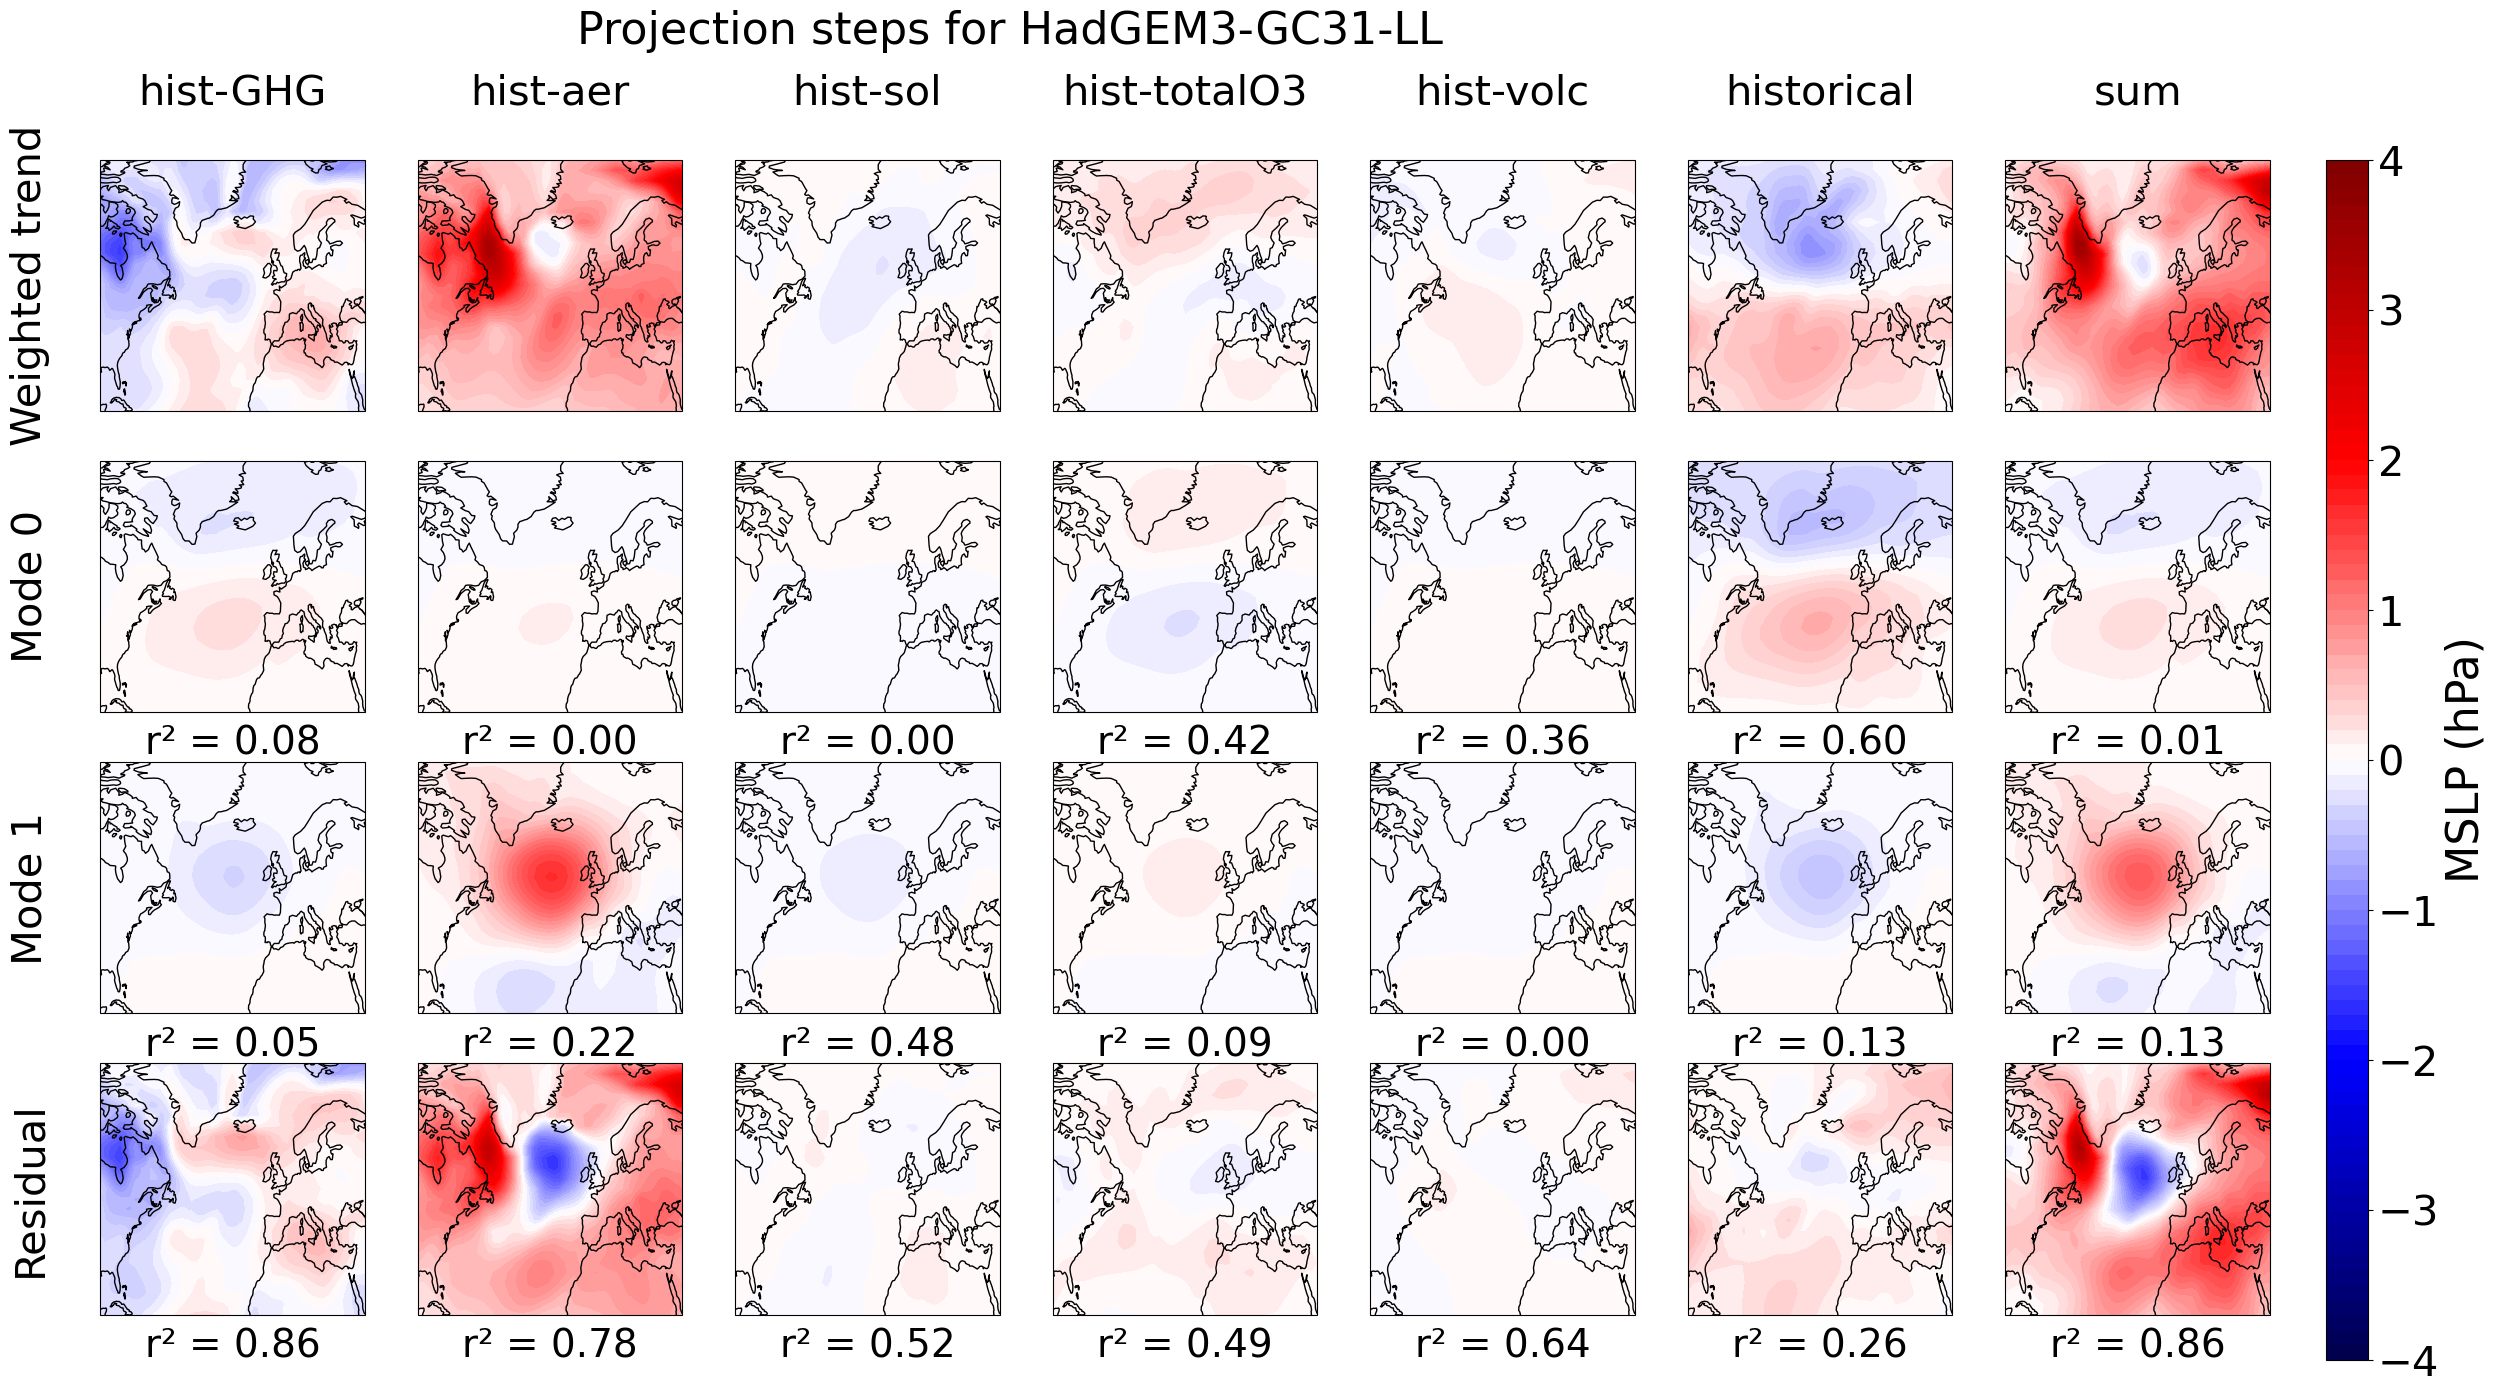 Projection steps for HadGEM3-GC31-LL
hist-GHG hist-aer hist-sol hist-totalO3 hist-volc historical sum
Weighted trend
Mode 0
r² = 0.08 r² = 0.00 r² = 0.00 r² = 0.42 r² = 0.36 r² = 0.60 r² = 0.01
Mode 1
r² = 0.05 r² = 0.22 r² = 0.48 r² = 0.09 r² = 0.00 r² = 0.13 r² = 0.13
Residual
r² = 0.86 r² = 0.78 r² = 0.52 r² = 0.49 r² = 0.64 r² = 0.26 r² = 0.86
4
3
2
1
0
−1
−2
−3
−4
MSLP (hPa)